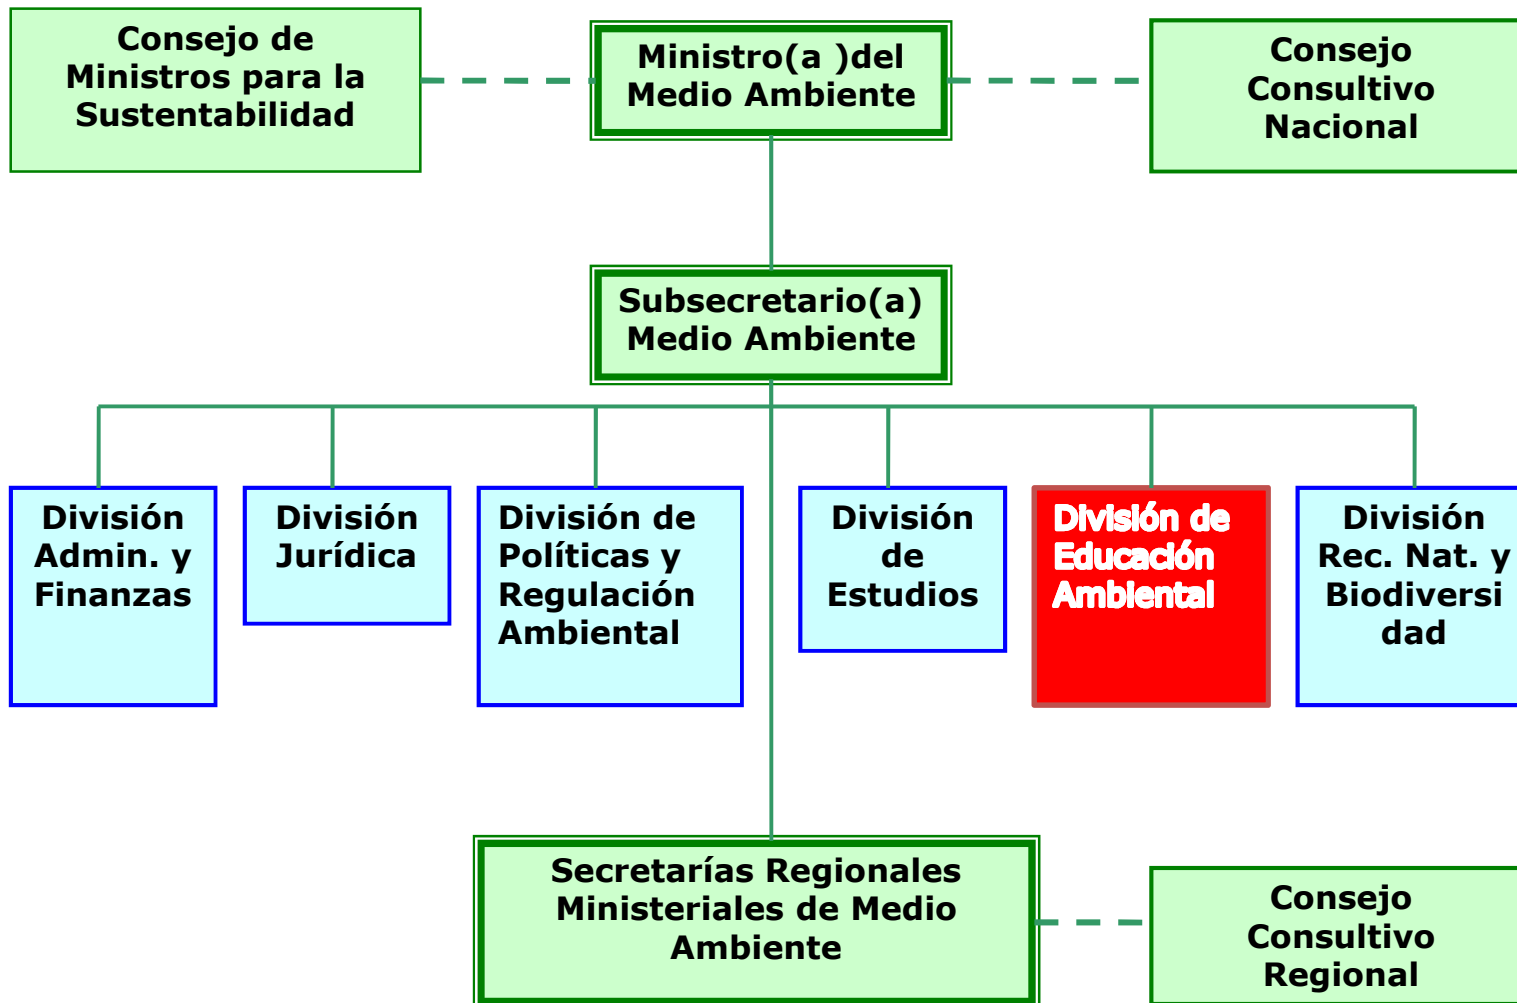 Consejo de
Ministros para la
Sustentabilidad
Ministro(a )del
Medio Ambiente
Consejo
Consultivo
Nacional
Subsecretario(a)
Medio Ambiente
División
Admin. y
Finanzas
División
Jurídica
División de
Políticas y
Regulación
Ambiental
División
de
Estudios
División de
Educación
Ambiental
División
Rec. Nat. y
Biodiversi
dad
Secretarías Regionales
Ministeriales de Medio
Ambiente
Consejo
Consultivo
Regional